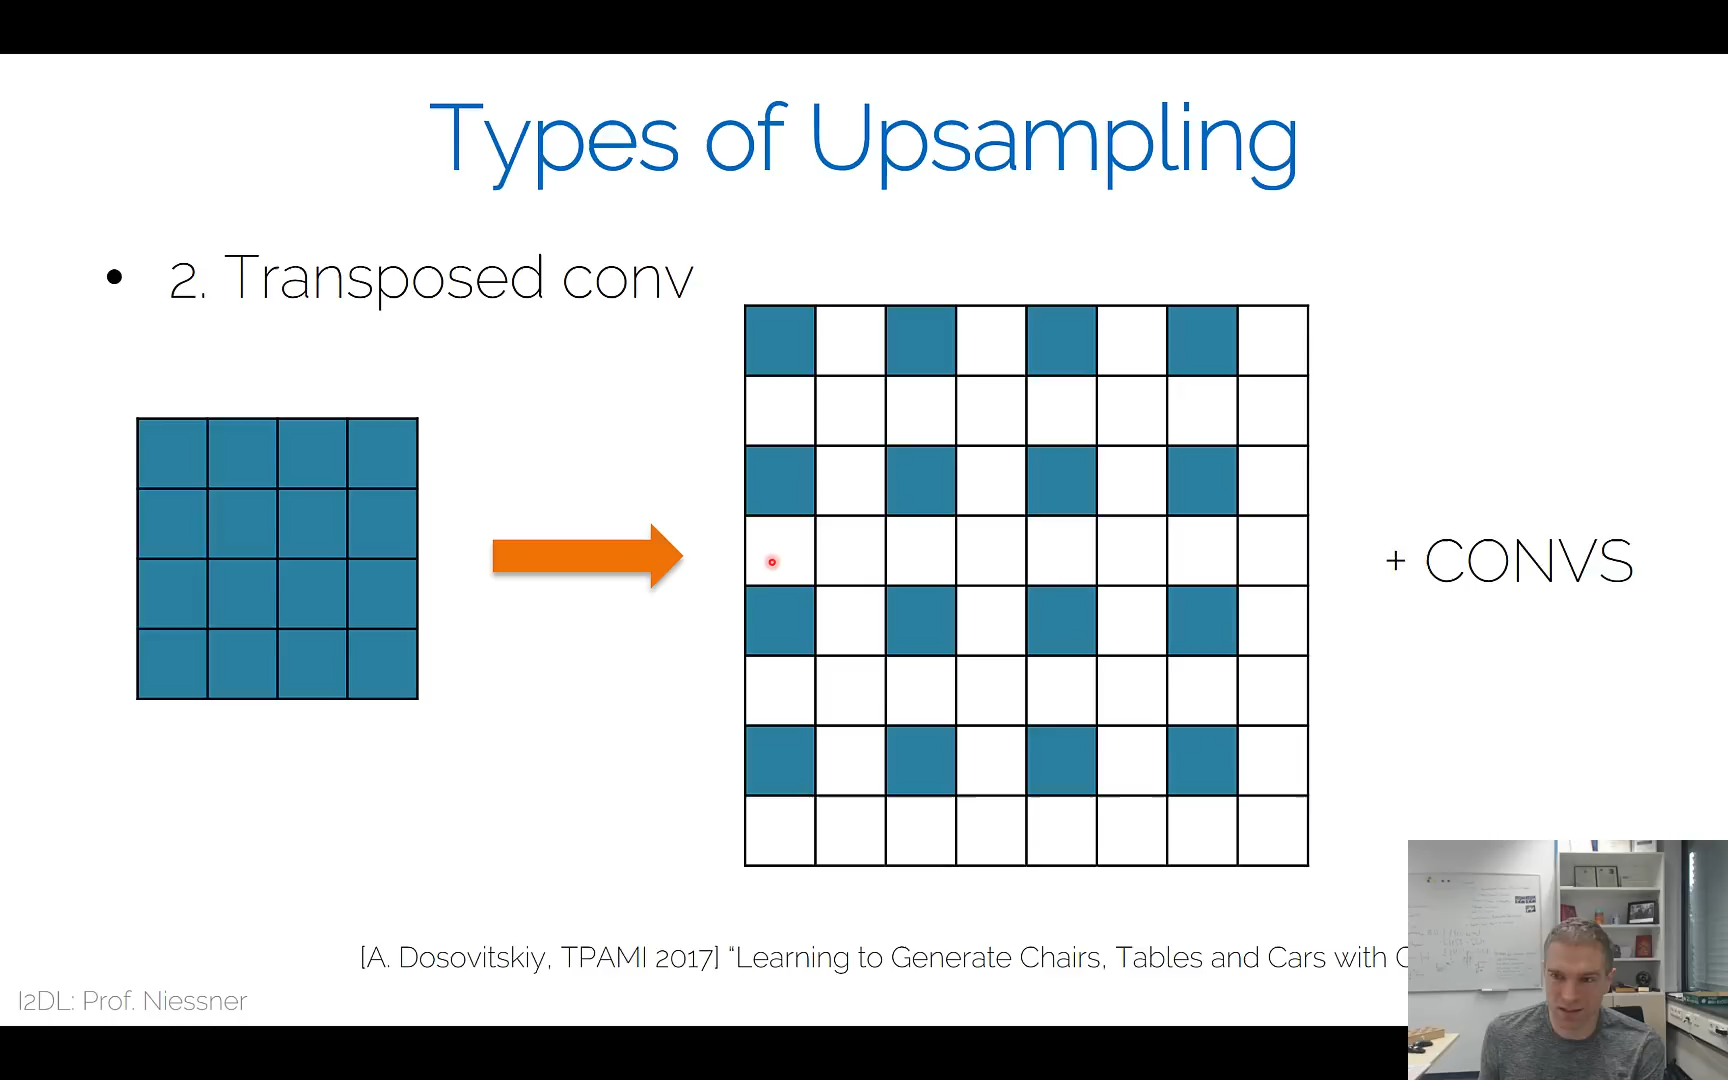 Types of Upsampling
• 2. Transposed conv
+ CONVS
[A. Dosovitskiy, TPAMI 2017] “Learning to Generate Chairs, Tables and Cars with
I2DL: Prof. Niessner